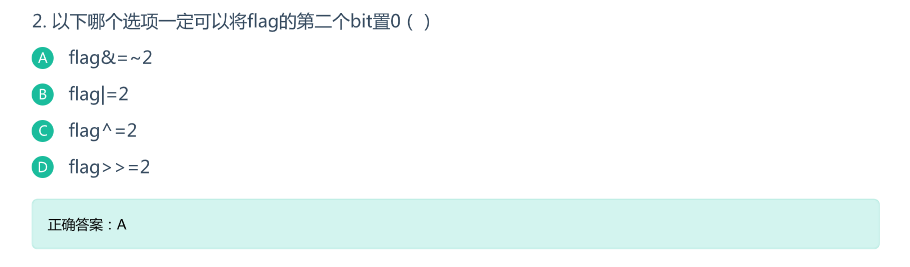 2. 以下哪个选项一定可以将flag的第二个bit置0（ ）
A flag&=~2
B flag|=2
C flag^=2
D flag>>=2
正确答案：A